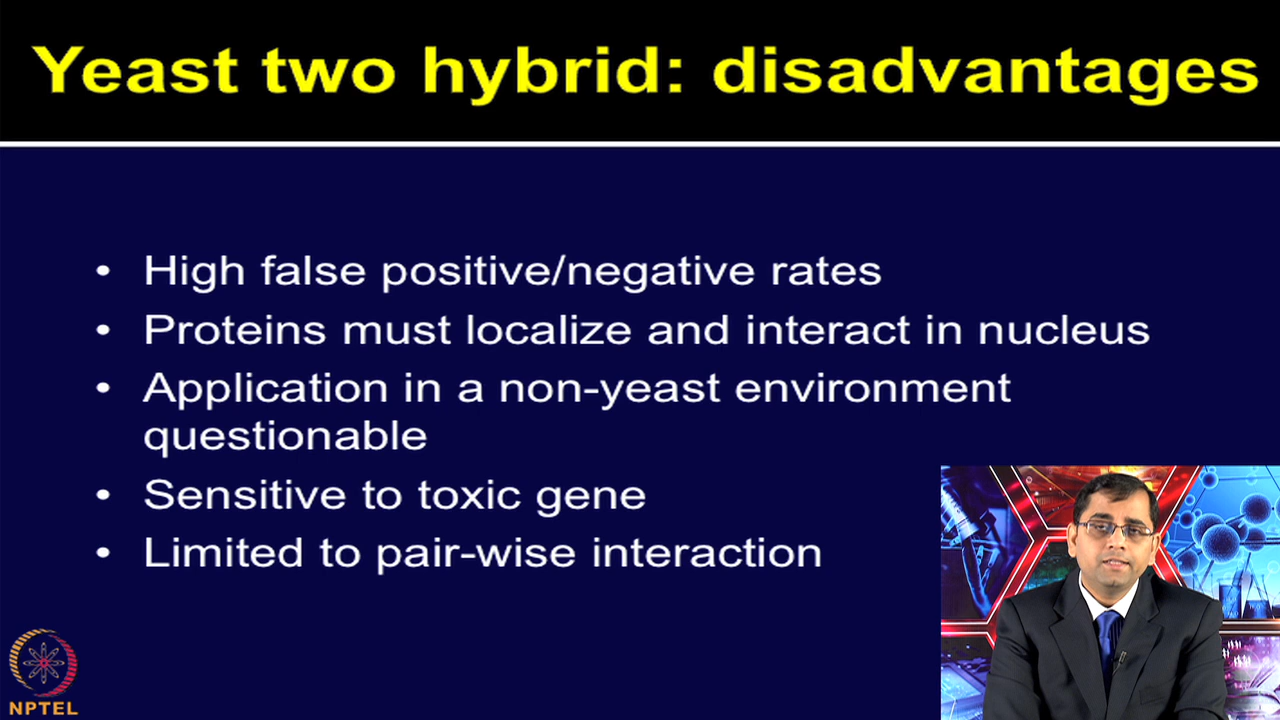 Yeast two hybrid: disadvantages
• High false positive/negative rates
• Proteins must localize and interact in nucleus
• Application in a non-yeast environment
questionable
• Sensitive to toxic gene
• Limited to pair-wise interaction
NPTEL